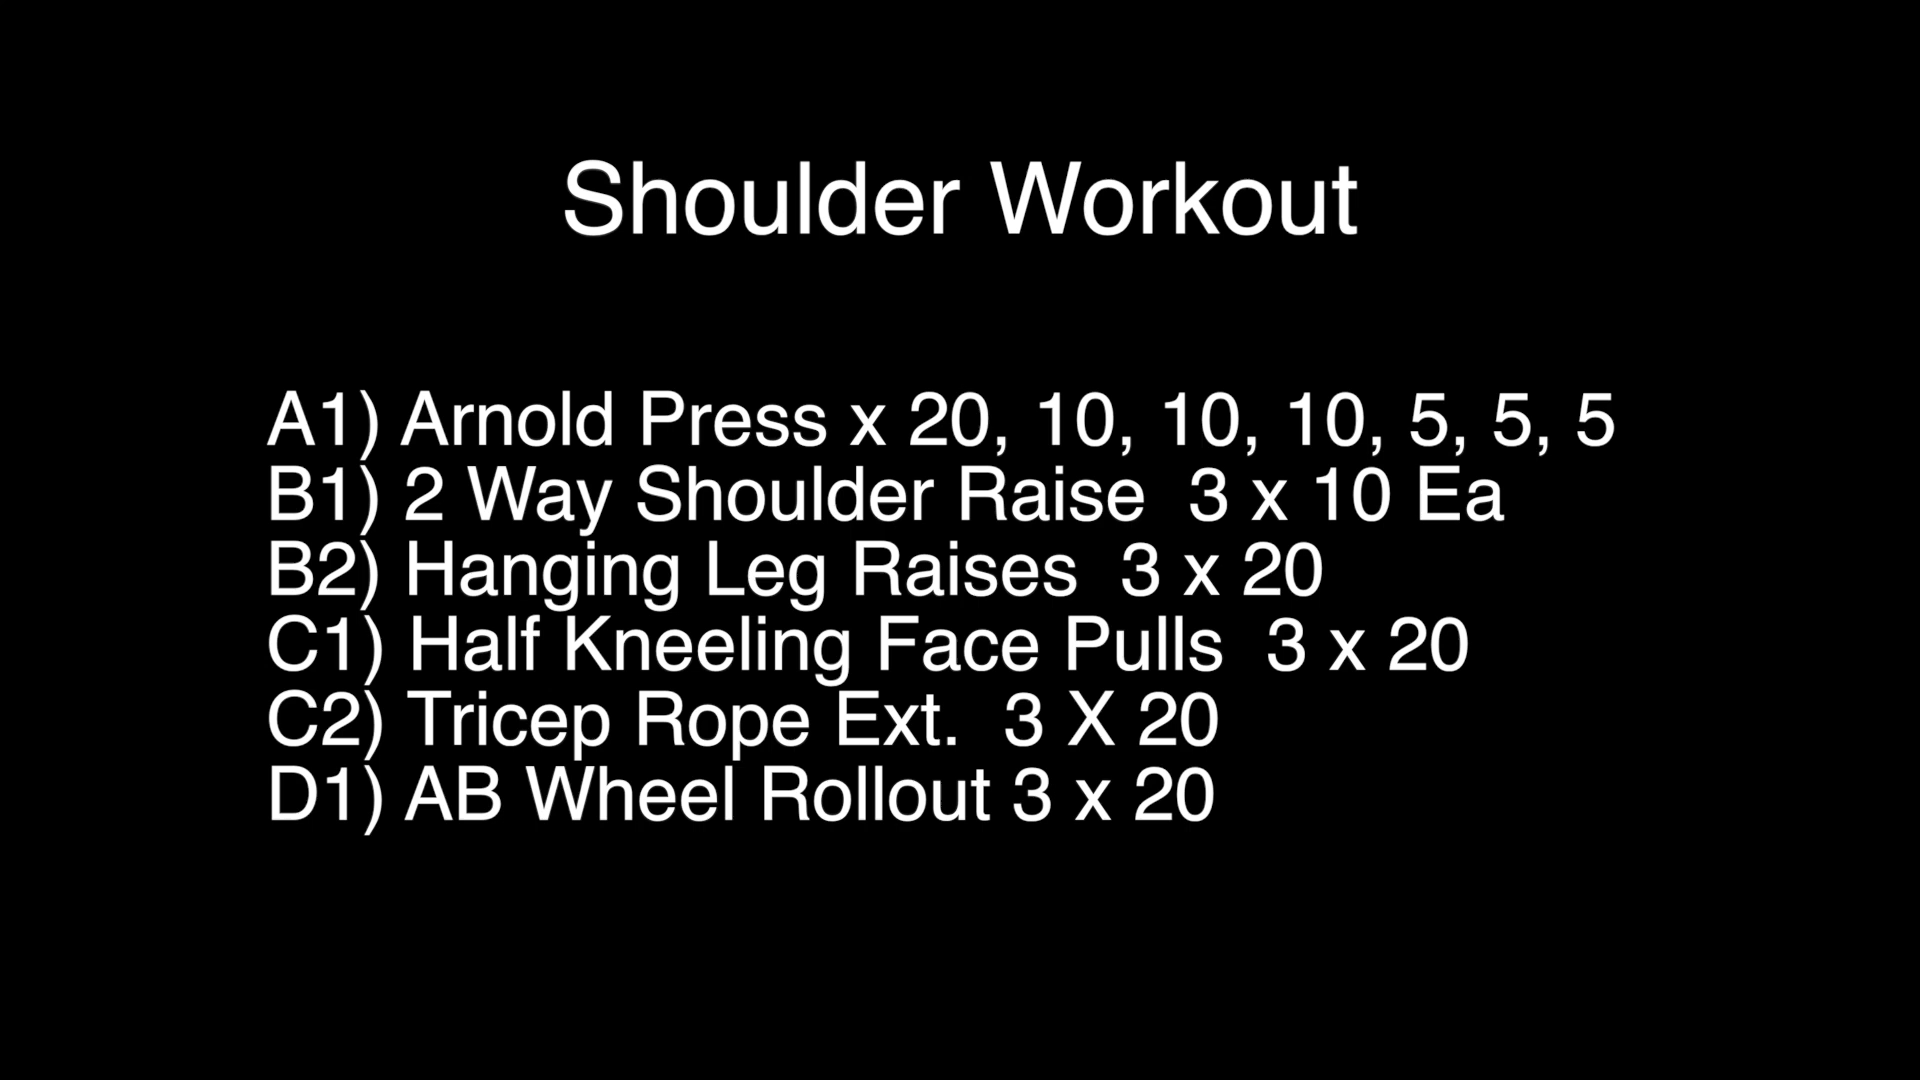 Shoulder Workout
A1) Arnold Press x 20, 10, 10, 10, 5, 5, 5
B1) 2 Way Shoulder Raise  3 x 10 Ea
B2) Hanging Leg Raises  3 x 20
C1) Half Kneeling Face Pulls  3 x 20
C2) Tricep Rope Ext.  3 X 20
D1) AB Wheel Rollout 3 x 20